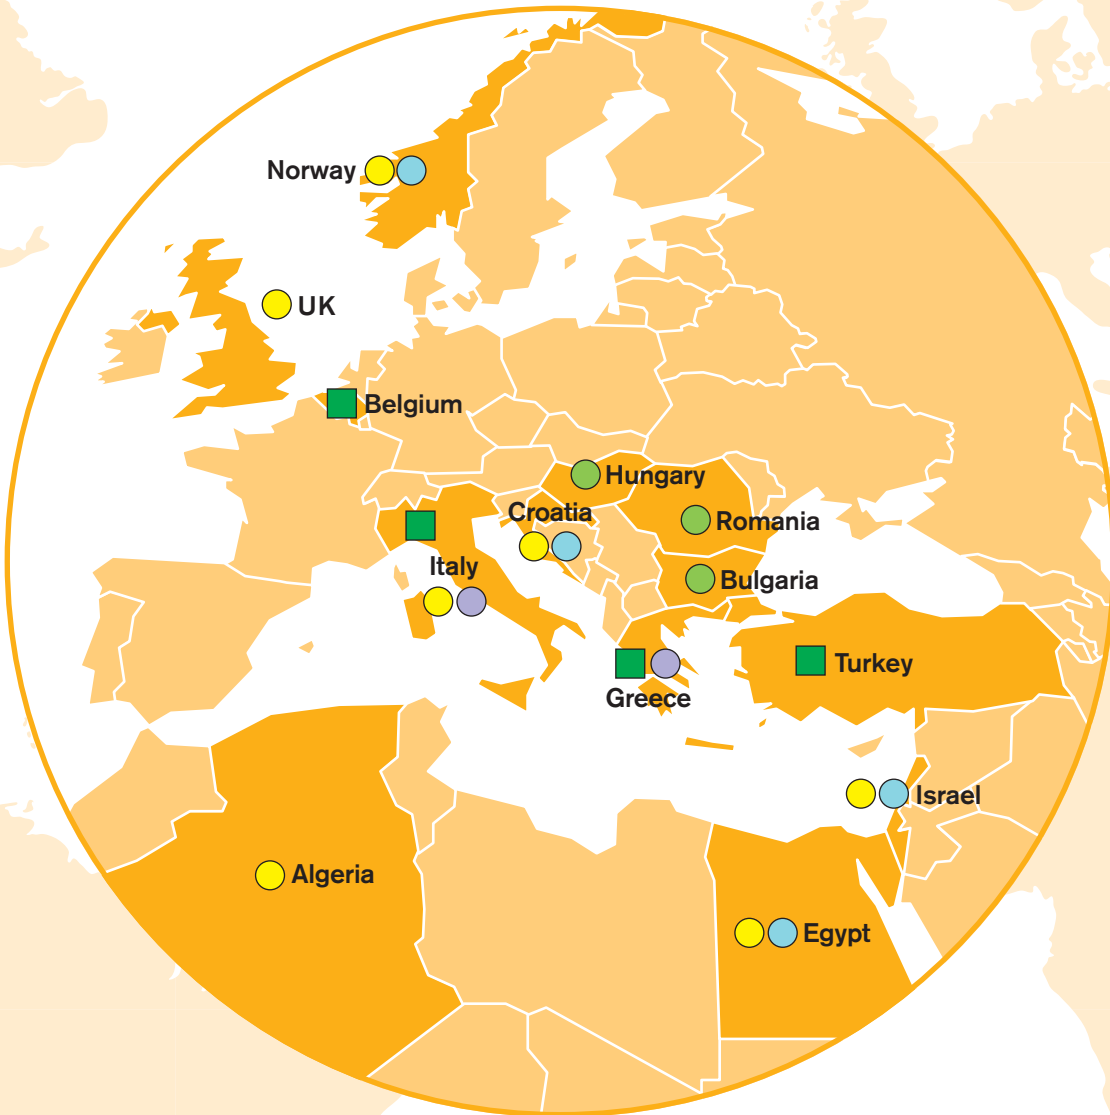 Norway
UK
Belgium
Hungary
Croatia
Romania
Italy
Bulgaria
Turkey
Greece
Israel
Algeria
Egypt